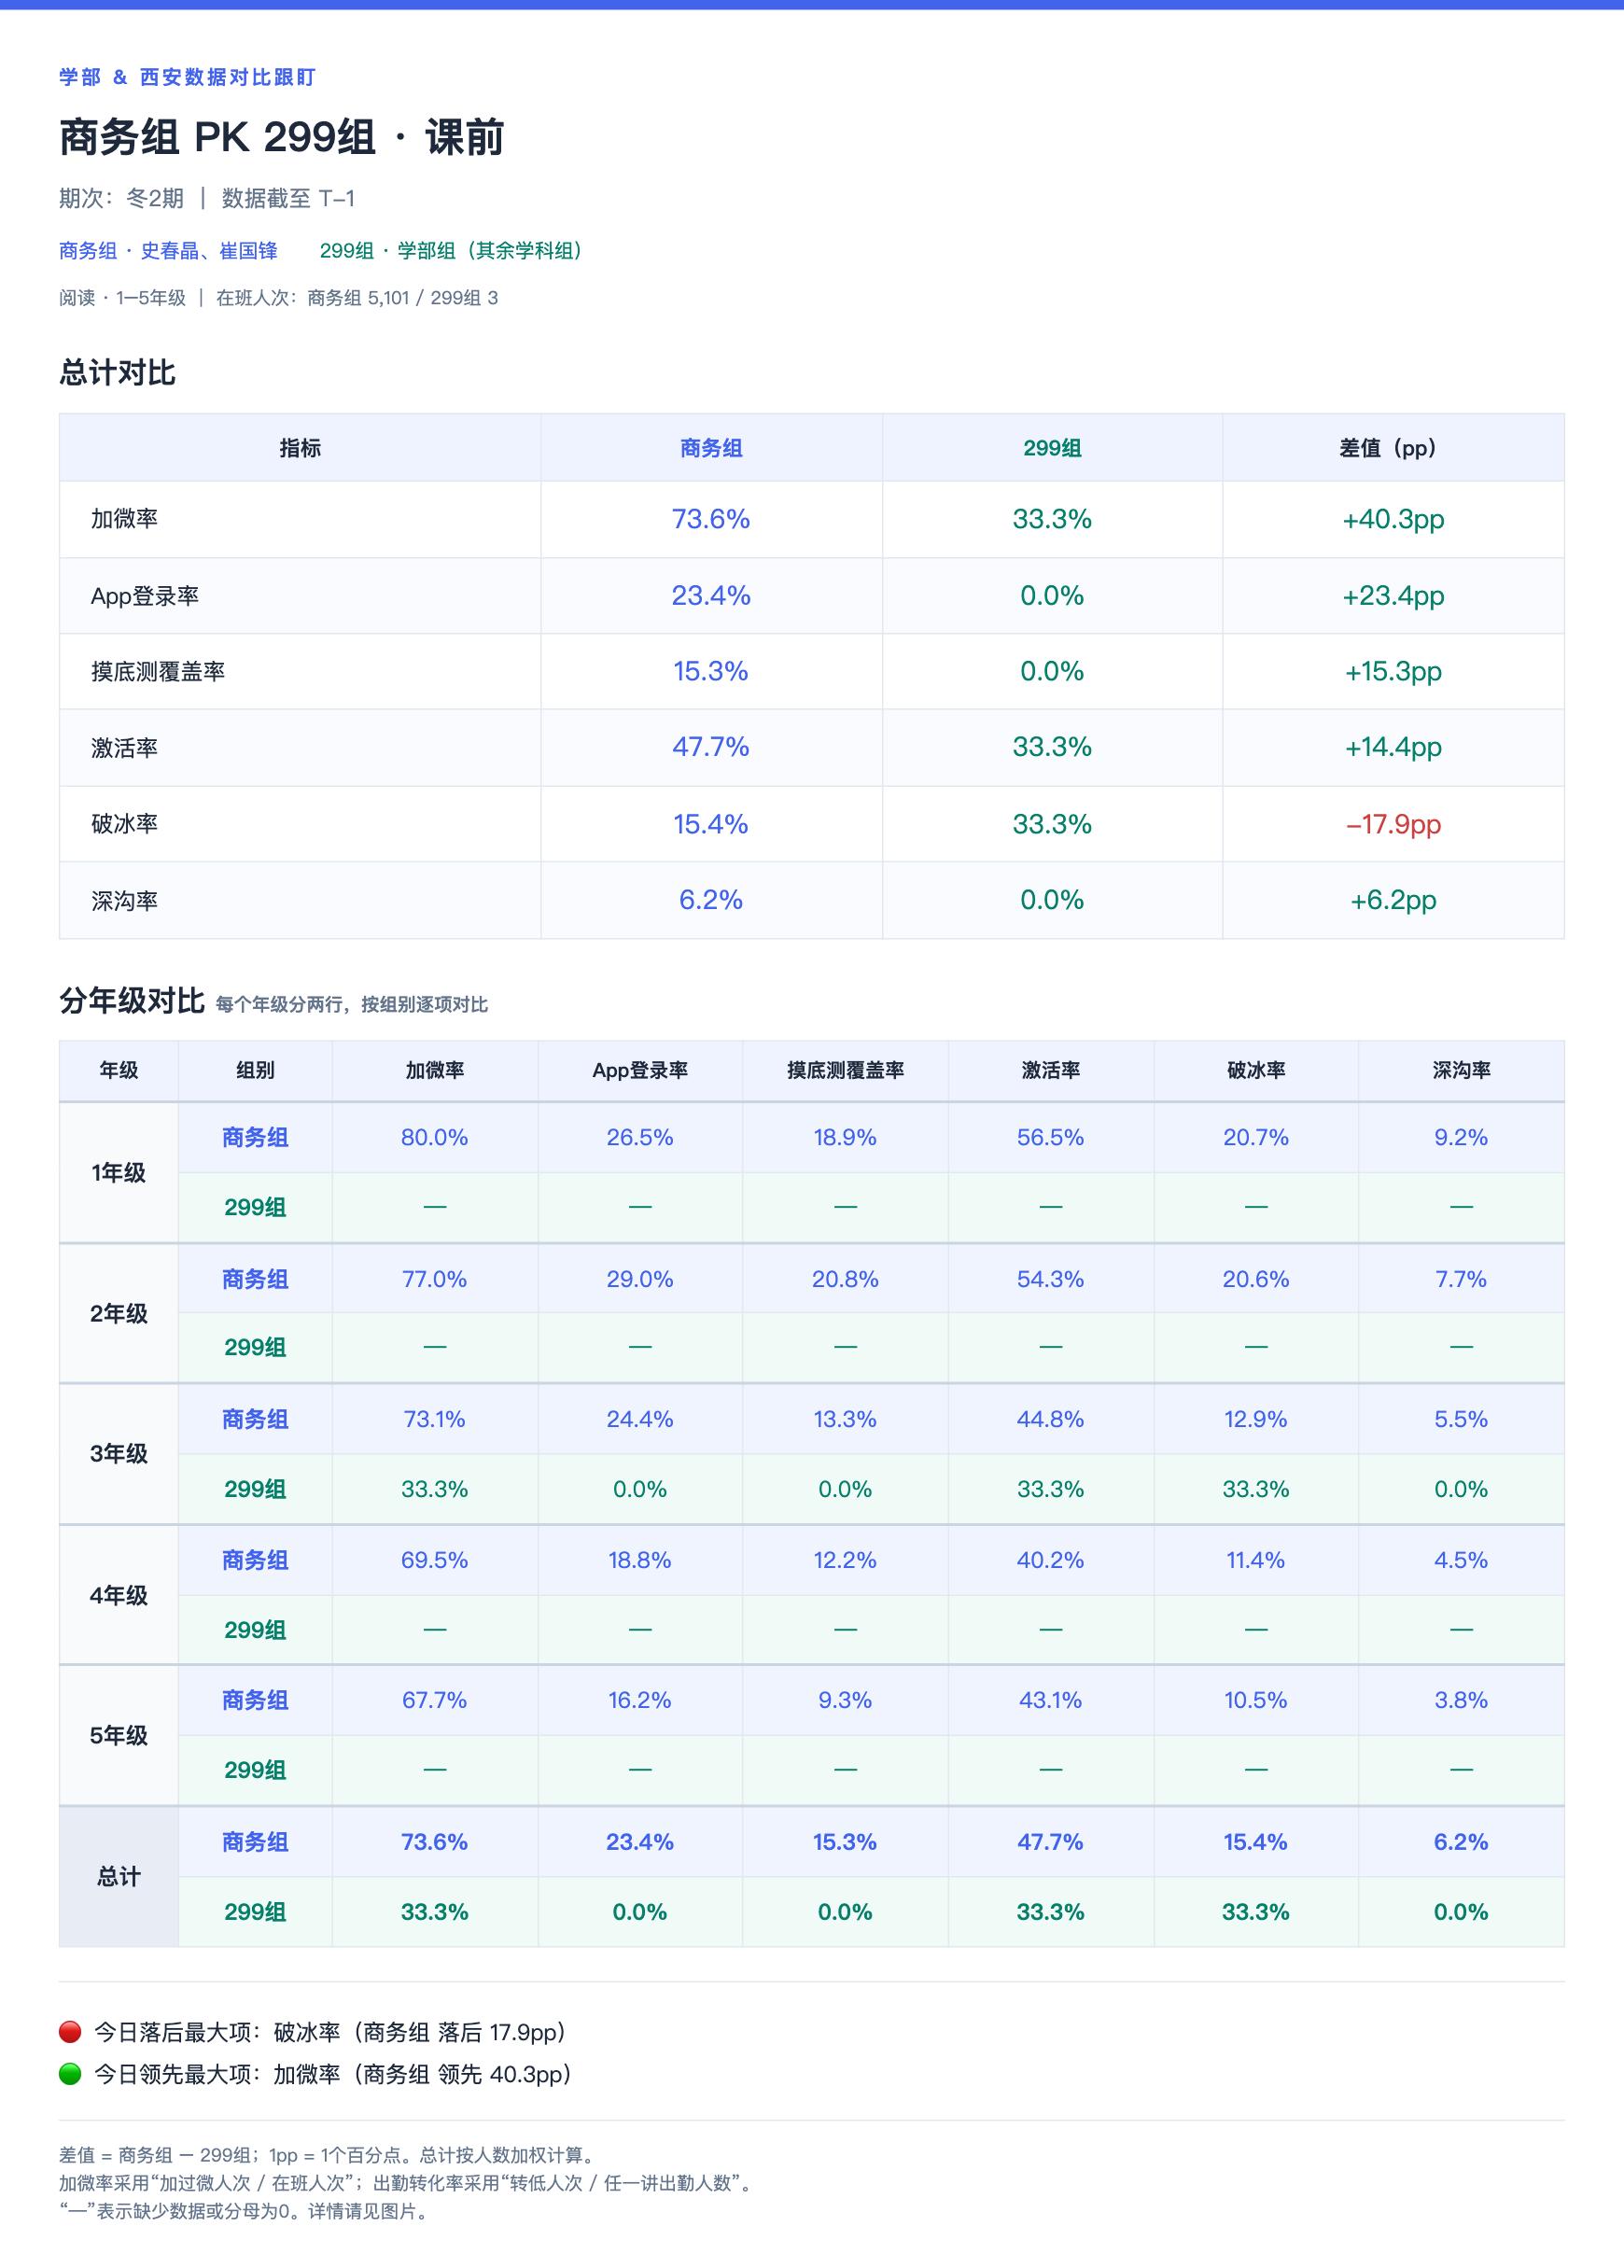 学部 & 西安数据对比跟盯
商务组 PK 299组 · 课前
期次：冬2期 | 数据截至 T–1
商务组 · 史春晶、崔国锋 299组 · 学部组（其余学科组）
阅读 · 1—5年级 | 在班人次：商务组 5,101 / 299组 3
总计对比
指标 商务组 299组 差值（pp）
加微率 73.6% 33.3% +40.3pp
App登录率 23.4% 0.0% +23.4pp
摸底测覆盖率 15.3% 0.0% +15.3pp
激活率 47.7% 33.3% +14.4pp
破冰率 15.4% 33.3% –17.9pp
深沟率 6.2% 0.0% +6.2pp
分年级对比 每个年级分两行，按组别逐项对比
年级 组别 加微率 App登录率 摸底测覆盖率 激活率 破冰率 深沟率
1年级
商务组 80.0% 26.5% 18.9% 56.5% 20.7% 9.2%
299组 — — — — — —
2年级
商务组 77.0% 29.0% 20.8% 54.3% 20.6% 7.7%
299组 — — — — — —
3年级
商务组 73.1% 24.4% 13.3% 44.8% 12.9% 5.5%
299组 33.3% 0.0% 0.0% 33.3% 33.3% 0.0%
4年级
商务组 69.5% 18.8% 12.2% 40.2% 11.4% 4.5%
299组 — — — — — —
5年级
商务组 67.7% 16.2% 9.3% 43.1% 10.5% 3.8%
299组 — — — — — —
总计
商务组 73.6% 23.4% 15.3% 47.7% 15.4% 6.2%
299组 33.3% 0.0% 0.0% 33.3% 33.3% 0.0%
今日落后最大项：破冰率（商务组 落后 17.9pp）
今日领先最大项：加微率（商务组 领先 40.3pp）
差值 = 商务组 — 299组；1pp = 1个百分点。总计按人数加权计算。
加微率采用“加过微人次 / 在班人次”；出勤转化率采用“转低人次 / 任一讲出勤人数”。
“—”表示缺少数据或分母为0。详情请见图片。